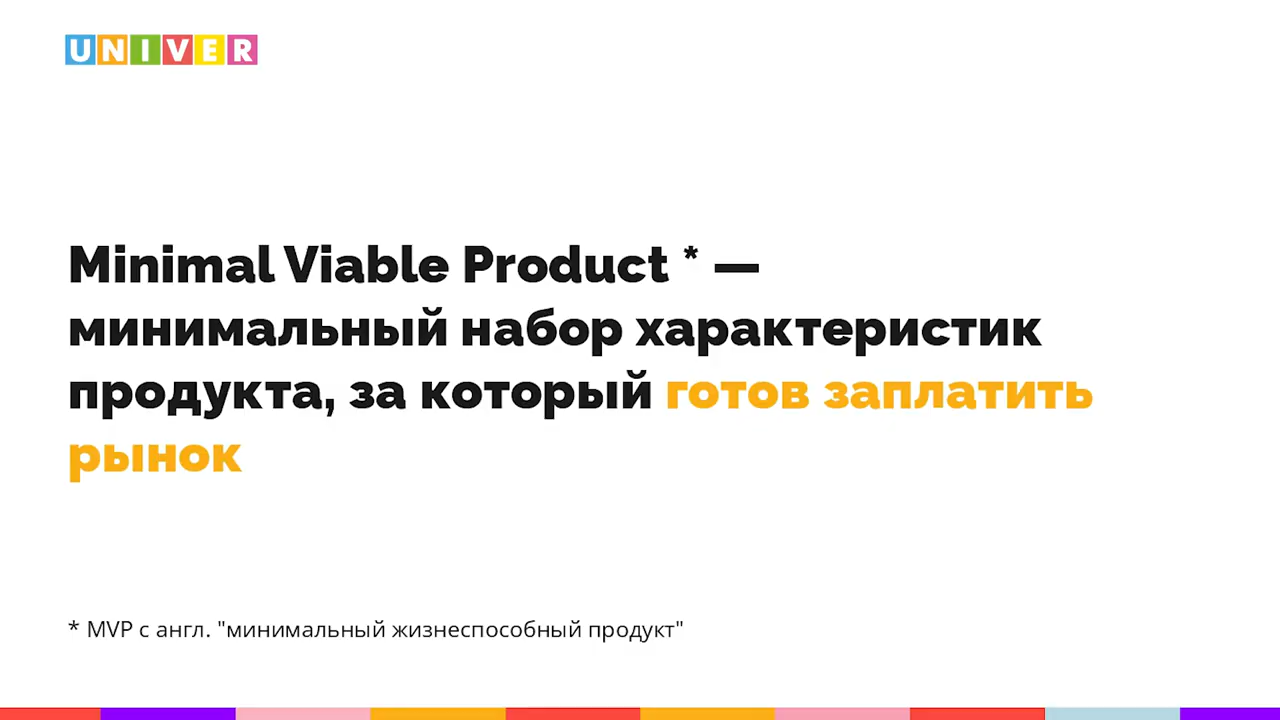 UNIVER
Minimal Viable Product * —
минимальный набор характеристик
продукта, за который готов заплатить
рынок
* MVP с англ. "минимальный жизнеспособный продукт"